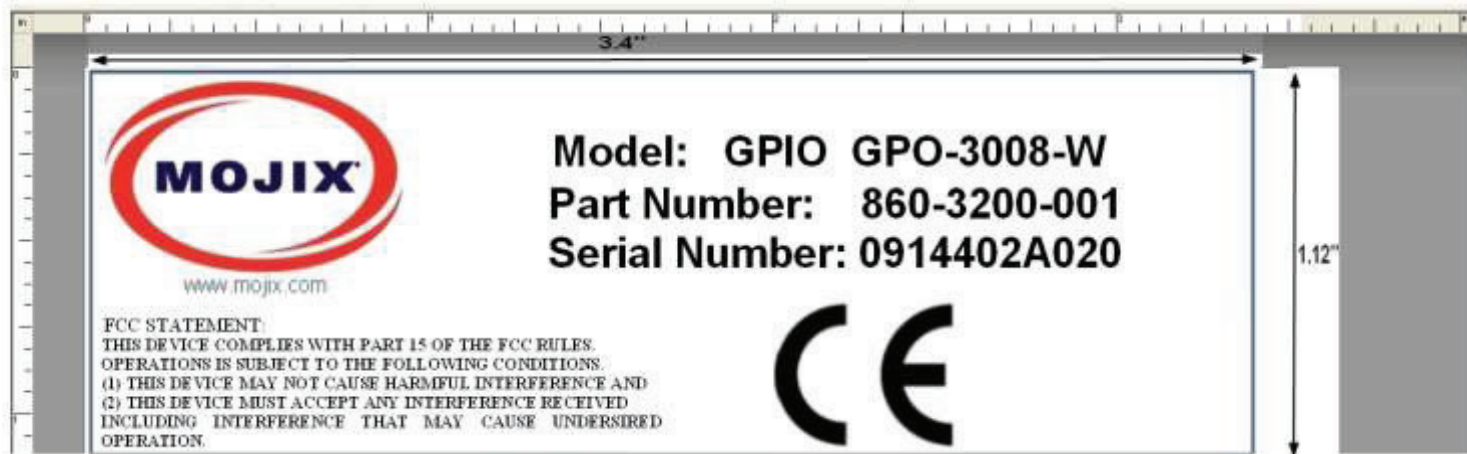 3.4"
MOJIX
www.mojix.com
Model: GPIO GPO-3008-W
Part Number: 860-3200-001
Serial Number: 0914402A020
1.12"
FCC STATEMENT:
THIS DEVICE COMPLIES WITH PART 15 OF THE FCC RULES.
OPERATIONS IS SUBJECT TO THE FOLLOWING CONDITIONS.
(1) THIS DEVICE MAY NOT CAUSE HARMFUL INTERFERENCE AND
(2) THIS DEVICE MUST ACCEPT ANY INTERFERENCE RECEIVED
INCLUDING INTERFERENCE THAT MAY CAUSE UNDERSIRED
OPERATION.
CE